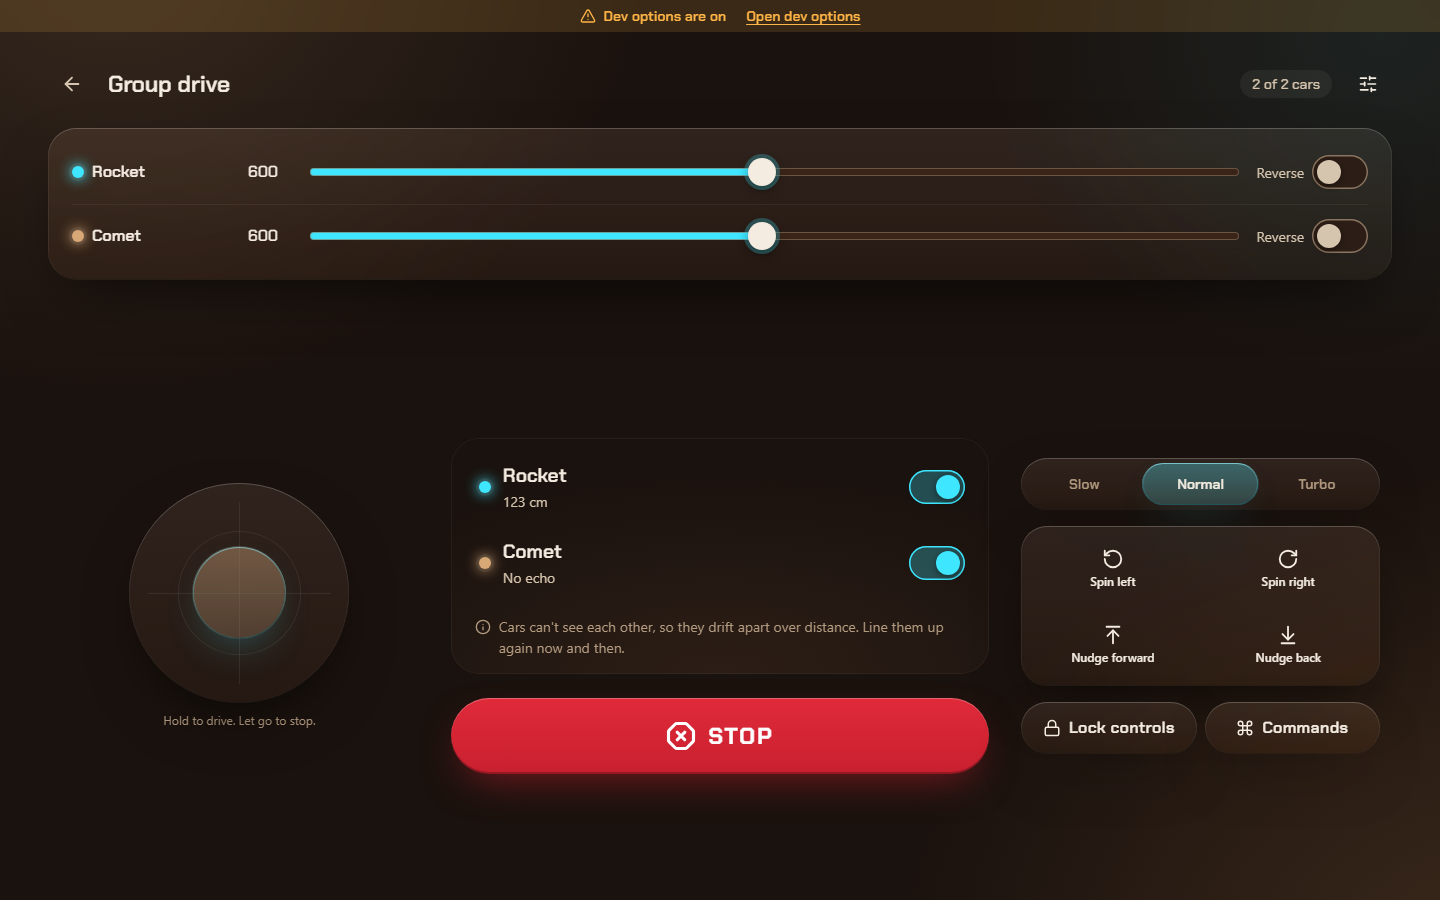 Dev options are on Open dev options
Group drive
2 of 2 cars
Rocket 600 Reverse
Comet 600 Reverse
Rocket
123 cm
Comet
No echo
Cars can't see each other, so they drift apart over distance. Line them up
again now and then.
STOP
Hold to drive. Let go to stop.
Slow Normal Turbo
Spin left Spin right
Nudge forward Nudge back
Lock controls Commands